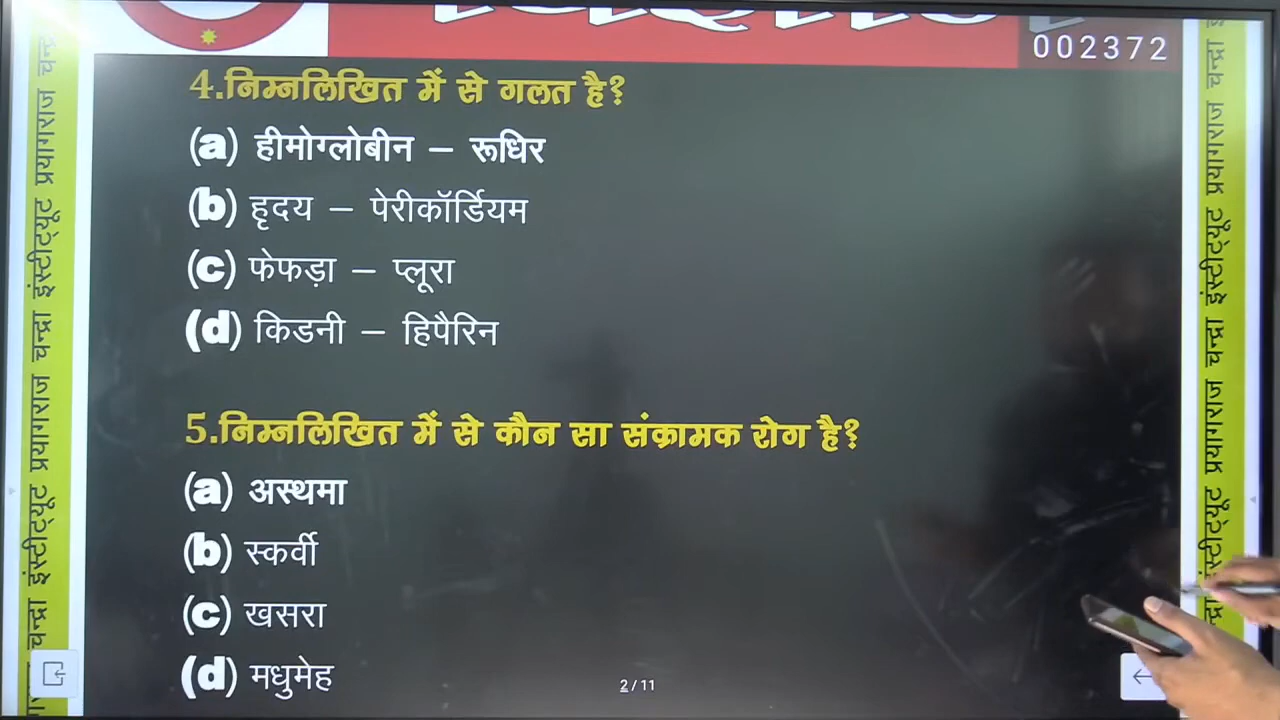 002372
4.निम्नलिखित में से गलत है?
(a) हीमोग्लोबीन – रूधिर
(b) हृदय – पेरीकॉर्डियम
(c) फेफड़ा – प्लूरा
(d) किडनी – हिपैरिन
5.निम्नलिखित में से कौन सा संक्रामक रोग है?
(a) अस्थमा
(b) स्कर्वी
(c) खसरा
(d) मधुमेह
2/11
चन्द्रा इंस्टीट्यूट प्रयागराज चन्द्रा इंस्टीट्यूट प्रयागराज
इंस्टीट्यूट प्रयागराज चन्द्रा इंस्टीट्यूट प्रयागराज